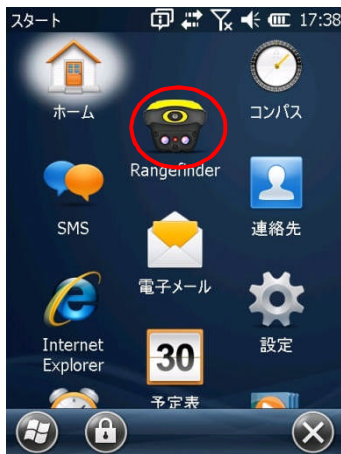 スタート 17:38
ホーム
Rangefinder
コンパス
SMS
電子メール
連絡先
Internet
Explorer
30
予定表
設定